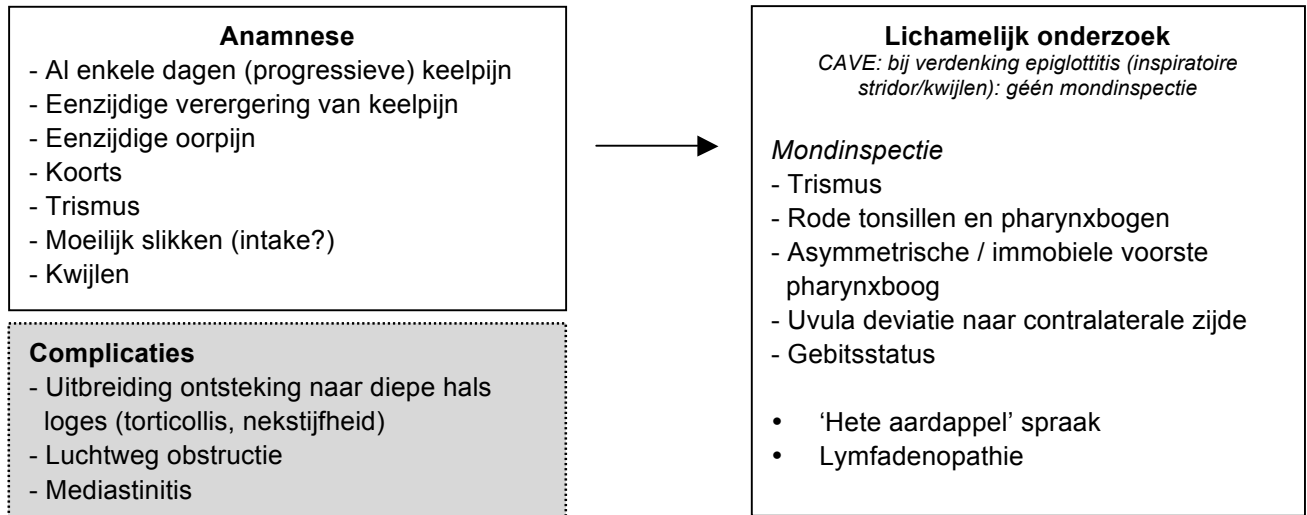 Anamnese
- Al enkele dagen (progressieve) keelpijn
- Eenzijdige verergering van keelpijn
- Eenzijdige oorpijn
- Koorts
- Trismus
- Moeilijk slikken (intake?)
- Kwijlen
Complicaties
- Uitbreiding ontsteking naar diepe hals
loges (torticollis, nekstijfheid)
- Luchtweg obstructie
- Mediastinitis
Lichamelijk onderzoek
CAVE: bij verdenking epiglottitis (inspiratoire
stridor/kwijlen): géén mondinspectie
Mondinspectie
- Trismus
- Rode tonsillen en pharynxbogen
- Asymmetrische / immobiele voorste
pharynxboog
- Uvula deviatie naar contralaterale zijde
- Gebitsstatus
• ‘Hete aardappel’ spraak
• Lymfadenopathie